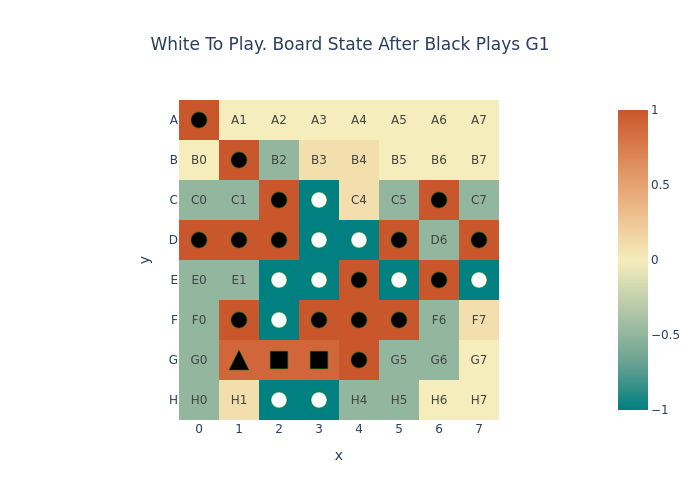 White To Play. Board State After Black Plays G1
A A1 A2 A3 A4 A5 A6 A7
B B0 B2 B3 B4 B5 B6 B7
C C0 C1 C4 C5 C7
D D6
E E0 E1
F F0 F6 F7
G G0 G5 G6 G7
H H0 H1 H4 H5 H6 H7
0 1 2 3 4 5 6 7
x
y
1
0.5
0
−0.5
−1